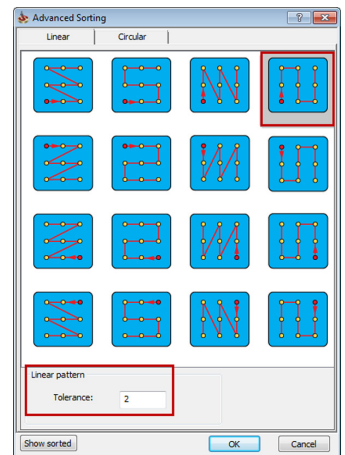 Advanced Sorting
Linear Circular
Linear pattern
Tolerance: 2
Show sorted OK Cancel